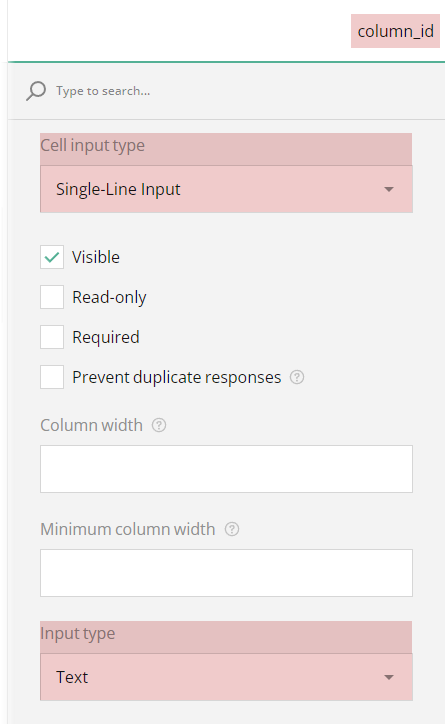 column_id
Type to search...
Cell input type
Single-Line Input
Visible
Read-only
Required
Prevent duplicate responses ?
Column width ?
Minimum column width ?
Input type
Text